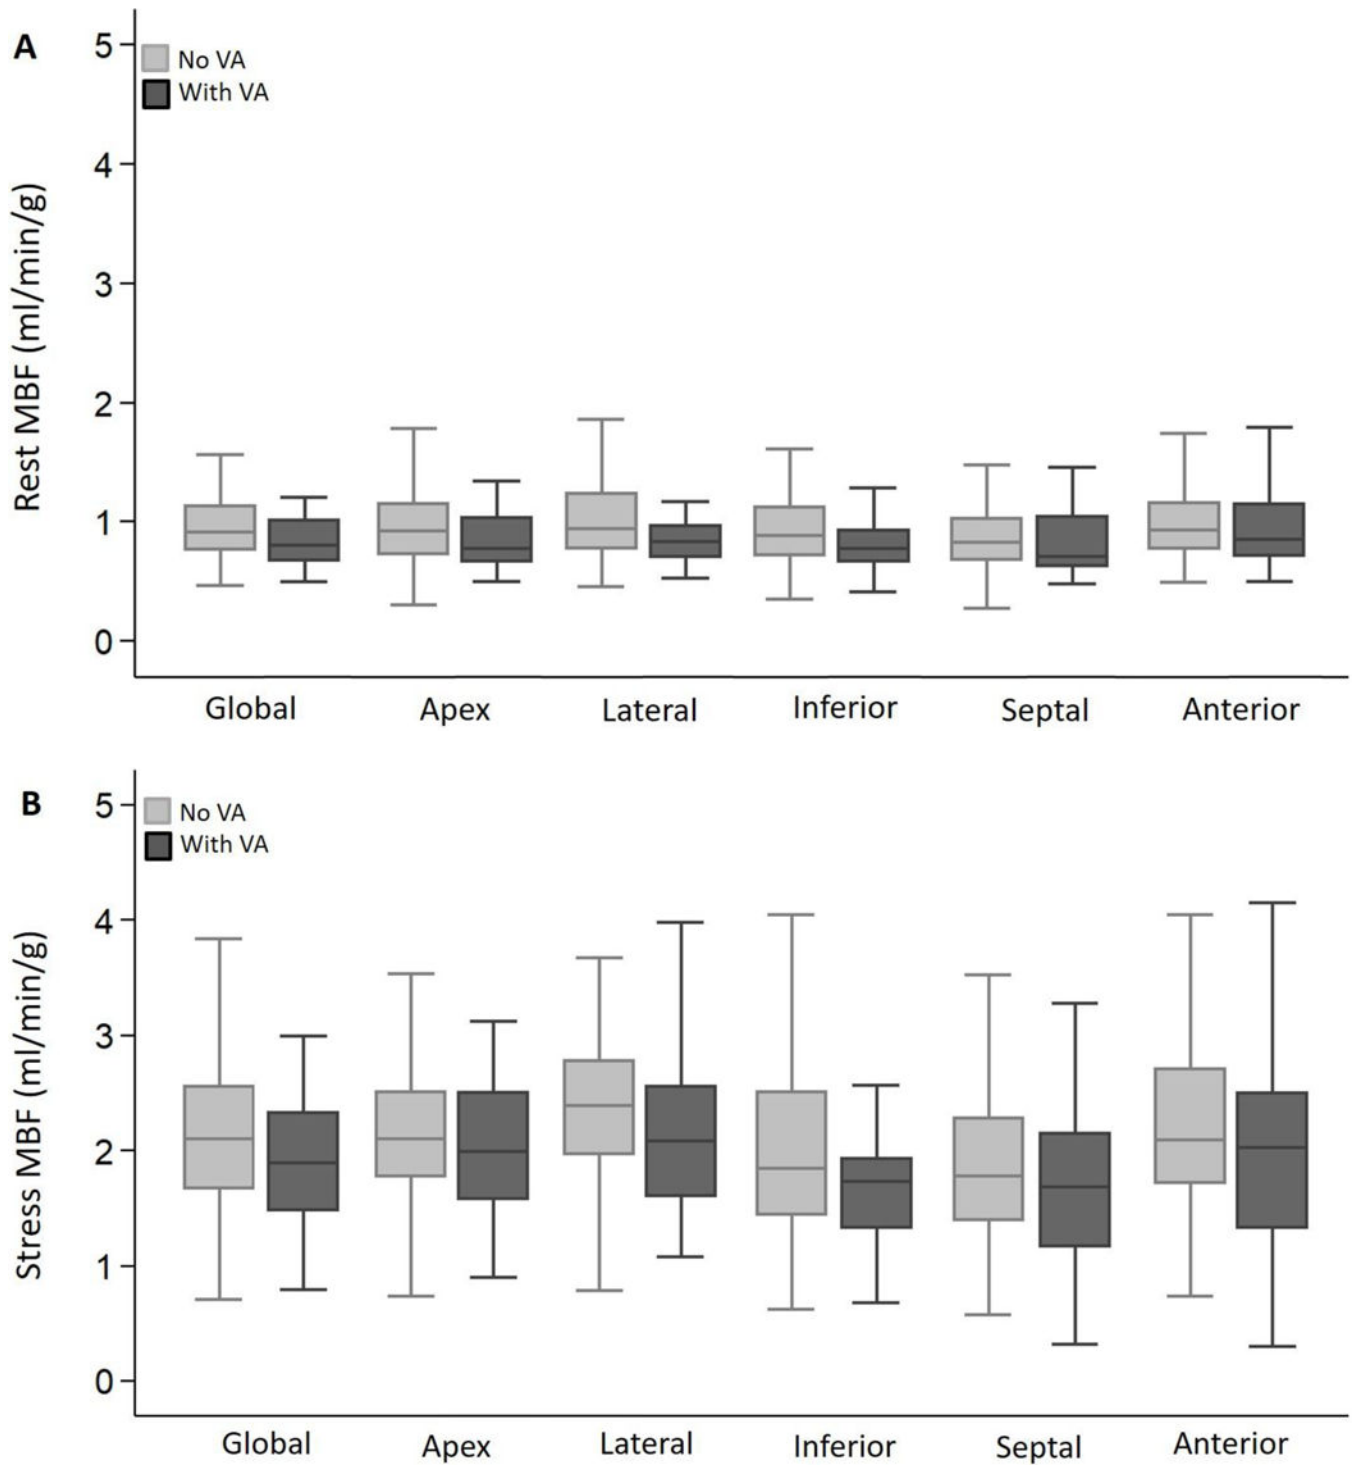 A
No VA
With VA
Rest MBF (ml/min/g)
5
4
3
2
1
0
Global Apex Lateral Inferior Septal Anterior
B
No VA
With VA
Stress MBF (ml/min/g)
5
4
3
2
1
0
Global Apex Lateral Inferior Septal Anterior